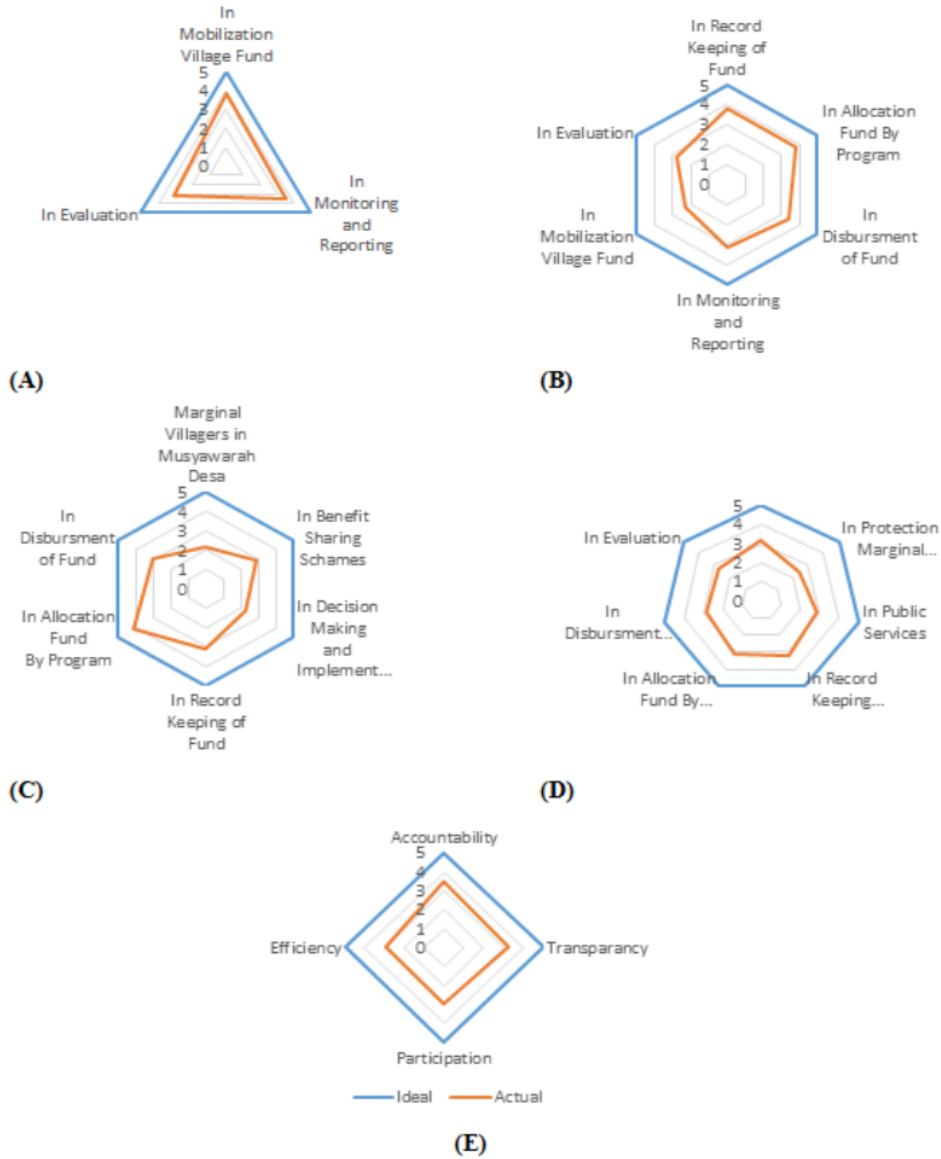 In
Mobilization
Village Fund
5
4
3
2
1
0
In Evaluation
In
Monitoring
and
Reporting
(A)
In Record
Keeping of
Fund
5
4
3
2
1
0
In Evaluation
In Allocation
Fund By
Program
In
Mobilization
Village Fund
In
Disbursment
of Fund
In Monitoring
and
Reporting
(B)
Marginal
Villagers in
Musyawarah
Desa
5
4
3
2
1
0
In
Disbursment
of Fund
In Benefit
Sharing
Schames
In Allocation
Fund
By Program
In Decision
Making
and
Implement...
In Record
Keeping of
Fund
(C)
5
4
3
2
1
0
In Evaluation
In Protection
Marginal...
In
Disbursment...
In Public
Services
In Allocation
Fund By...
In Record
Keeping...
(D)
Accountability
5
4
3
2
1
0
Efficiency
Transparancy
Participation
Ideal Actual
(E)